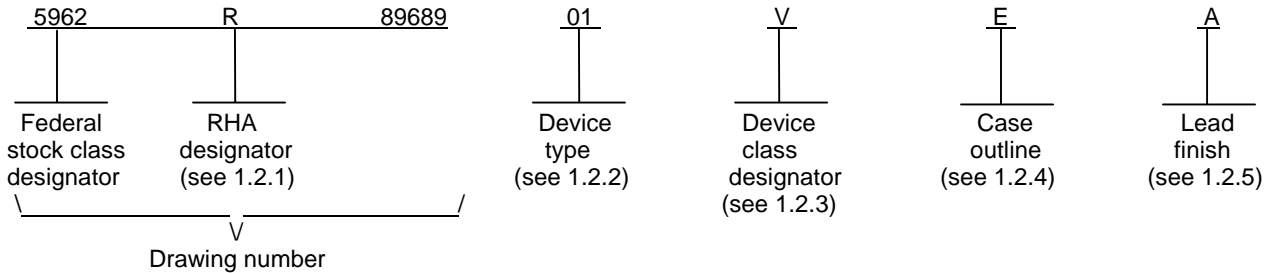 5962 R 89689 01 V E A
Federal RHA Device Device Case Lead
stock class designator type class outline finish
designator (see 1.2.1) (see 1.2.2) designator (see 1.2.4) (see 1.2.5)
(see 1.2.3)
\ /
\/
Drawing number